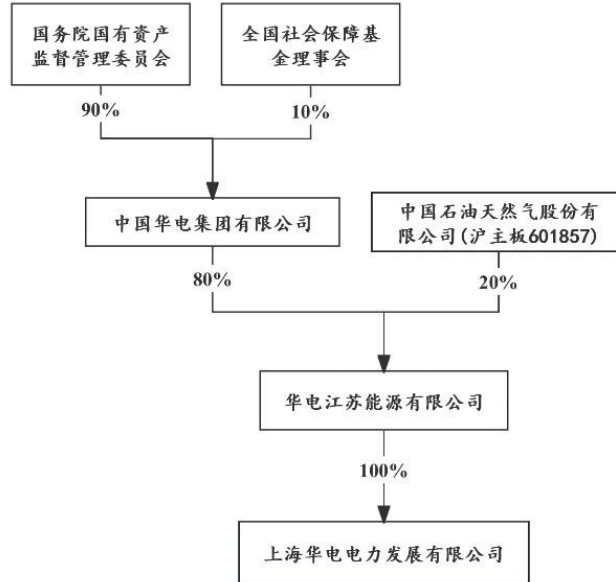 国务院国有资产
监督管理委员会
全国社会保障基
金理事会
90%
10%
中国华电集团有限公司
中国石油天然气股份有
限公司(沪主板601857)
80%
20%
华电江苏能源有限公司
100%
上海华电电力发展有限公司